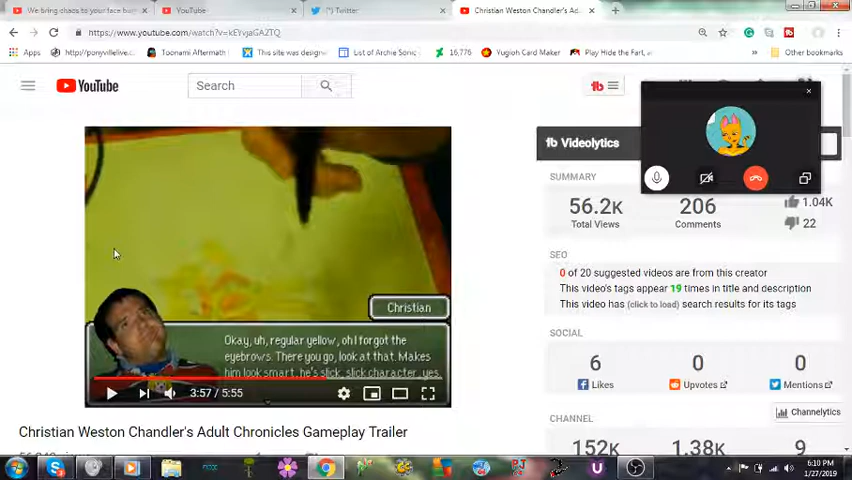 We bring chaos to your face bu
YouTube
(*) Twitter
Christian Weston Chandler's Adu
https://www.youtube.com/watch?v=kEYvjaGA2TQ
Apps
http://ponyvillelive.c
Toonami Aftermath
This site was designe
List of Archie Sonic
16,776
Yugioh Card Maker
Play Hide the Fart, a
Other bookmarks
YouTube
Search
Videolytics
SUMMARY
56.2K
206
1.04K
Total Views
Comments
22
SEO
0 of 20 suggested videos are from this creator
This video's tags appear 19 times in title and description
This video has (click to load) search results for its tags
SOCIAL
6
0
0
Likes
Upvotes
Mentions
Channelytics
CHANNEL
152K
1.38K
9
Christian
Okay, uh, regular yellow, oh I forgot the
eyebrows. There you go, look at that. Makes
him look smart, he's slick, slick character, yes.
3:57 / 5:55
Christian Weston Chandler's Adult Chronicles Gameplay Trailer
6:10 PM
1/27/2019